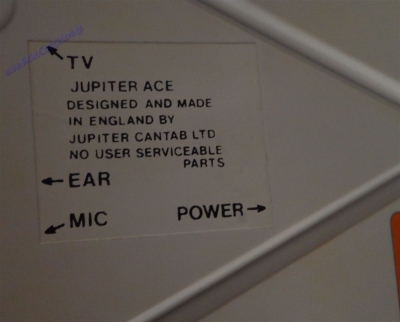 TV
JUPITER ACE
DESIGNED AND MADE
IN ENGLAND BY
JUPITER CANTAB LTD
NO USER SERVICEABLE
PARTS
EAR
MIC
POWER